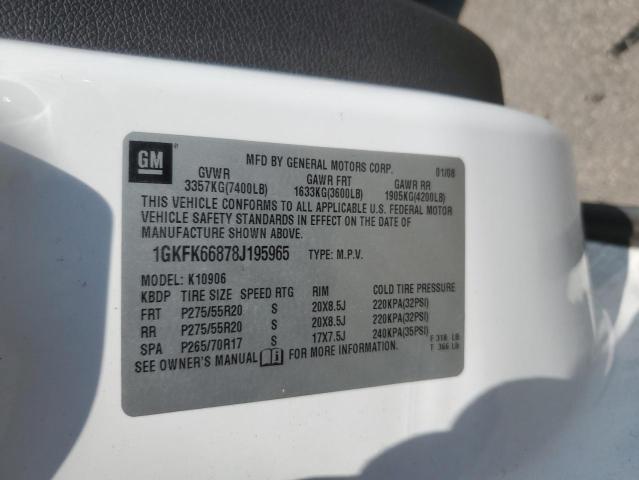 GM ®
MFD BY GENERAL MOTORS CORP. 01/08
GVWR GAWR FRT GAWR RR
3357KG(7400LB) 1633KG(3600LB) 1905KG(4200LB)
THIS VEHICLE CONFORMS TO ALL APPLICABLE U.S. FEDERAL MOTOR
VEHICLE SAFETY STANDARDS IN EFFECT ON THE DATE OF
MANUFACTURE SHOWN ABOVE.
1GKFK66878J195965 TYPE: M.P.V.
MODEL: K10906
KBDP TIRE SIZE SPEED RTG RIM COLD TIRE PRESSURE
FRT P275/55R20 S 20X8.5J 220KPA(32PSI)
RR P275/55R20 S 20X8.5J 220KPA(32PSI)
SPA P265/70R17 S 17X7.5J 240KPA(35PSI)
SEE OWNER'S MANUAL i FOR MORE INFORMATION.
F 318 LB
T 366 LB